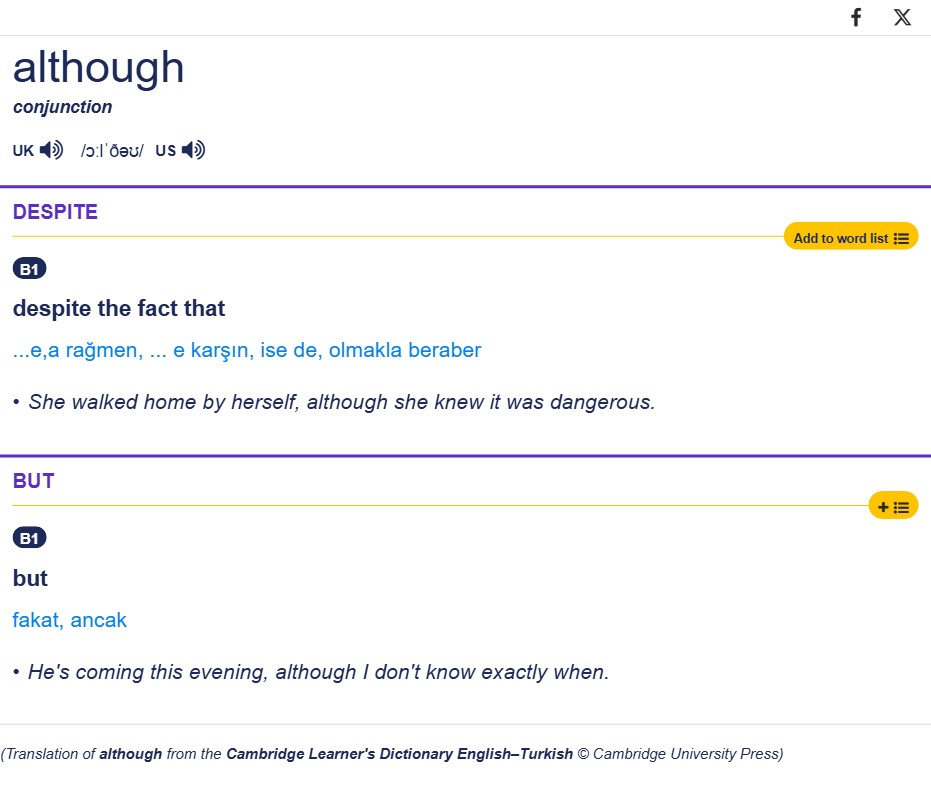 although
conjunction
UK /ɔːlˈðəʊ/ US
DESPITE
Add to word list
B1
despite the fact that
...e,a rağmen, ... e karşın, ise de, olmakla beraber
• She walked home by herself, although she knew it was dangerous.
BUT
+
B1
but
fakat, ancak
• He's coming this evening, although I don't know exactly when.
(Translation of although from the Cambridge Learner's Dictionary English–Turkish © Cambridge University Press)